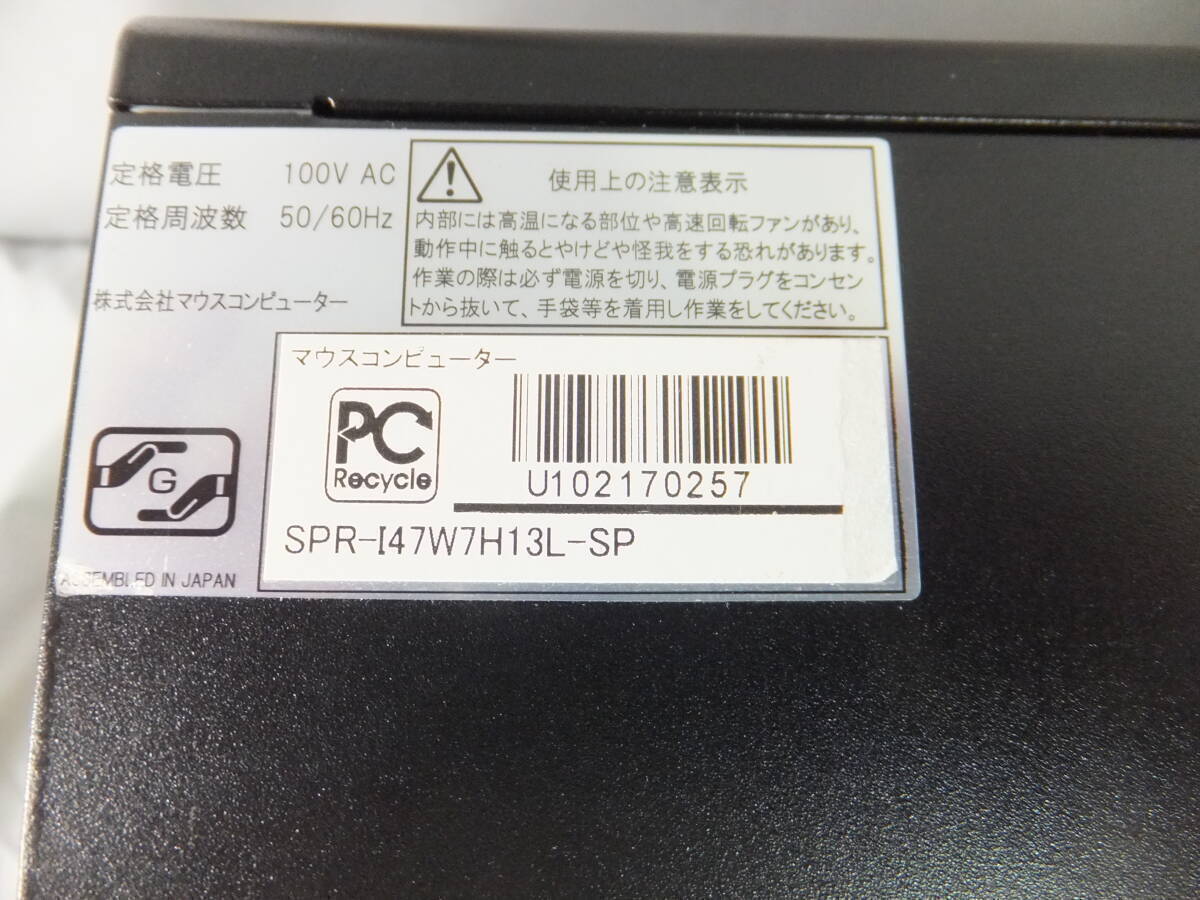 定格電圧 100V AC
定格周波数 50/60Hz
株式会社マウスコンピューター
使用上の注意表示
内部には高温になる部位や高速回転ファンがあり、
動作中に触るとやけどや怪我をする恐れがあります。
作業の際は必ず電源を切り、電源プラグをコンセン
トから抜いて、手袋等を着用し作業をしてください。
マウスコンピューター
PC
Recycle
U102170257
SPR-I47W7H13L-SP
G
ASSEMBLED IN JAPAN